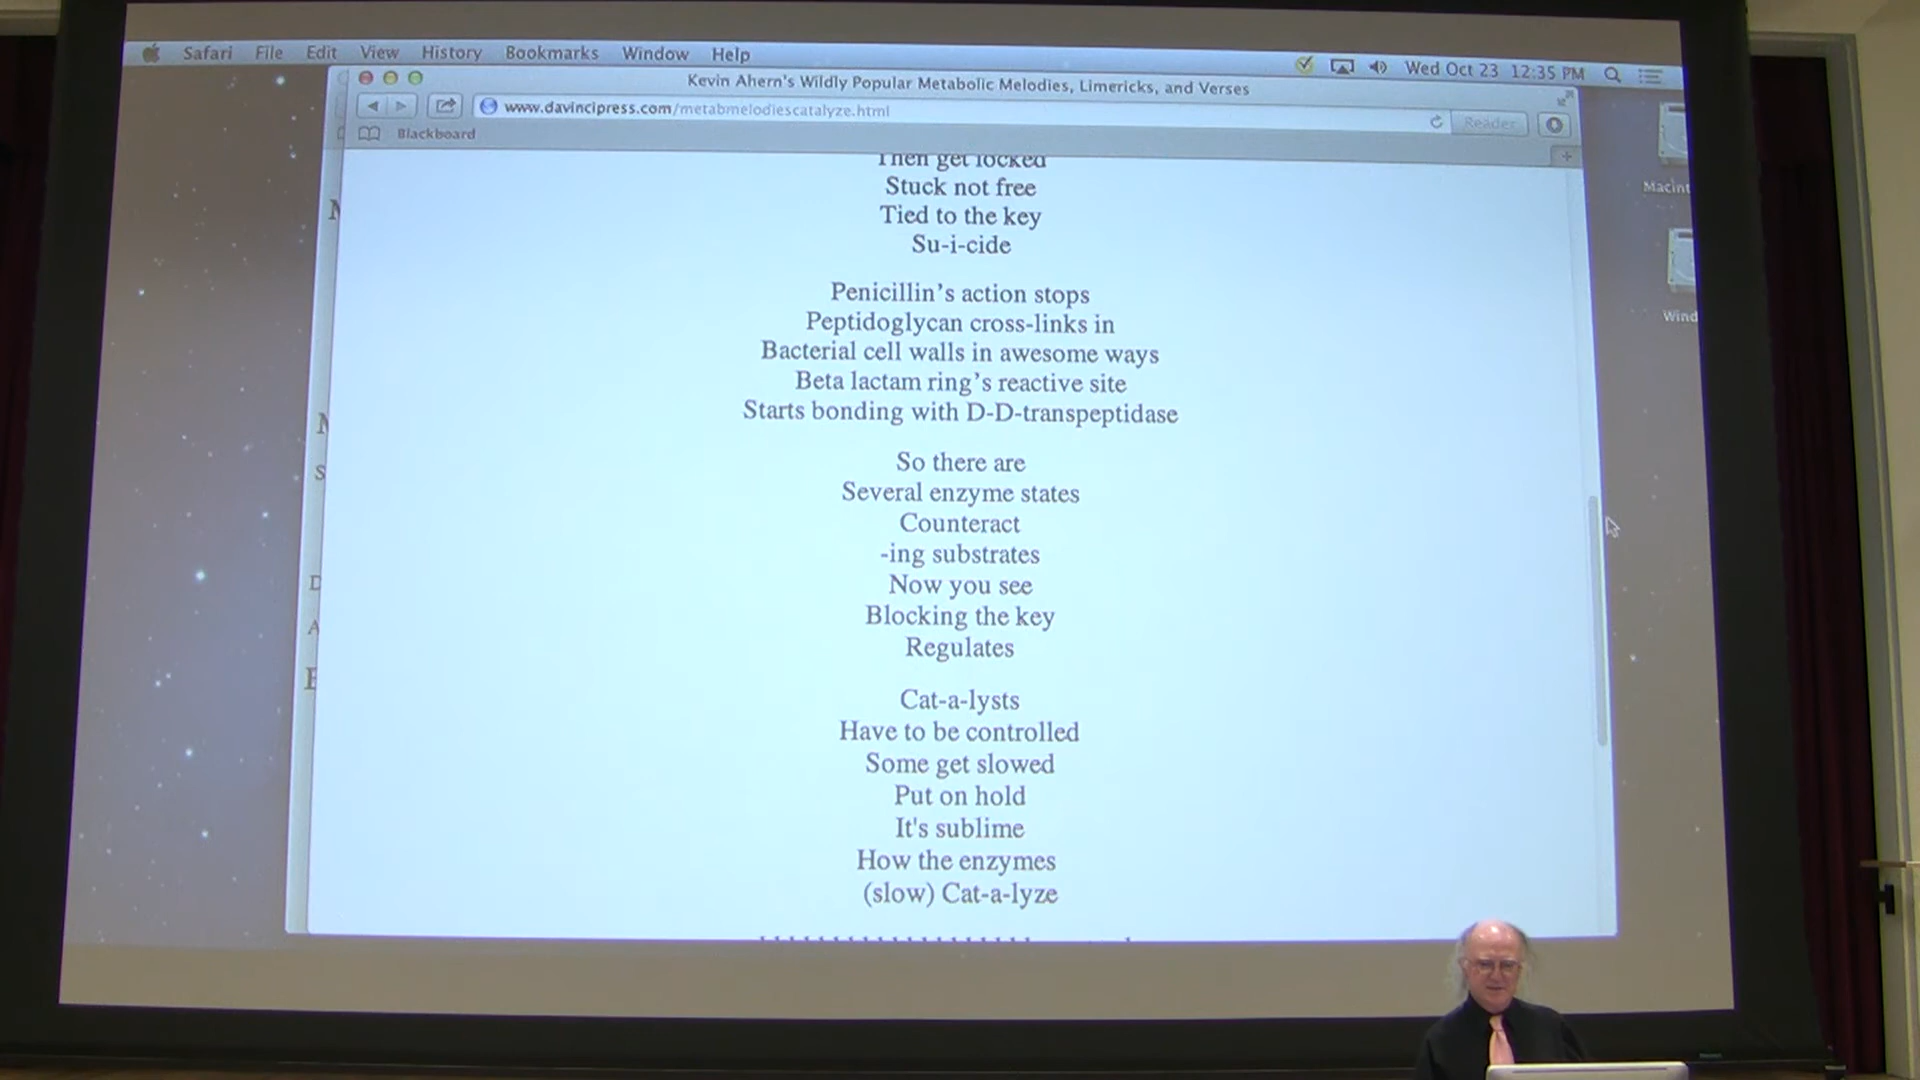 Safari File Edit View History Bookmarks Window Help
Wed Oct 23 12:35 PM
Kevin Ahern's Wildly Popular Metabolic Melodies, Limericks, and Verses
www.davincipress.com/metabmelodiescatalyze.html
Reader
Blackboard
Then get locked
Stuck not free
Tied to the key
Su-i-cide
Penicillin's action stops
Peptidoglycan cross-links in
Bacterial cell walls in awesome ways
Beta lactam ring's reactive site
Starts bonding with D-D-transpeptidase
So there are
Several enzyme states
Counteract
-ing substrates
Now you see
Blocking the key
Regulates
Cat-a-lysts
Have to be controlled
Some get slowed
Put on hold
It's sublime
How the enzymes
(slow) Cat-a-lyze
Macint
Wind
S
D
A